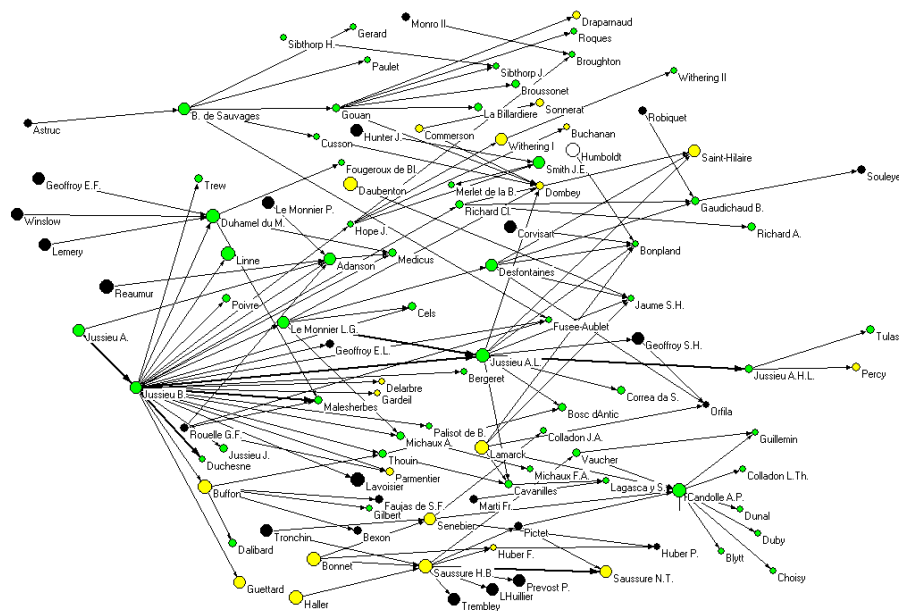 Draparnaud
Monro II.
Gerard
Roques
Sibthorp H.
Broughton
Paulet
Sibthorp J.
Withering II
Broussonet
Sonnerat
B. de Sauvages
Gouan
La Billardiere
Robiquet
Astruc
Hunter J.
Commerson
Buchanan
Cusson
Withering I
Humboldt
Saint-Hilaire
Fougeroux de Bl.
Smith J.E.
Geoffroy E.F.
Trew
Daubenton
Merlet de la B.
Dombey
Souleye
Winslow
Duhamel du M.
Le Monnier P.
Richard Cl.
Gaudichaud B.
Hope J.
Corvisart
Richard A.
Lemery
Linne
Adanson
Medicus
Bonpland
Desfontaines
Reaumur
Poivre
Cels
Jaume S.H.
Jussieu A.
Le Monnier L.G.
Fusee-Aublet
Tulas
Geoffroy E.L.
Jussieu A.L.
Geoffroy S.H.
Jussieu A.H.L.
Percy
Jussieu B.
Delarbre
Bergeret
Gardeil
Correa da S.
Malesherbes
Bosc dAntic
Orfila
Rouelle G.F.
Palisot de B.
Colladon J.A.
Jussieu J.
Michaux A.
Lamarck
Guillemin
Duchesne
Thouin
Vaucher
Parmentier
Michaux F.A.
Colladon L.Th.
Buffon
Lavoisier
Cavanilles
Lagasca y S.
Candolle A.P.
Faujas de S.F.
Marti Fr.
Gilbert
Dunal
Tronchin
Bexon
Senebier
Pictet
Duby
Dalibard
Huber F.
Huber P.
Blytt
Bonnet
Saussure H.B.
Saussure N.T.
Choisy
Guettard
Prevost P.
LHuillier
Haller
Trembley